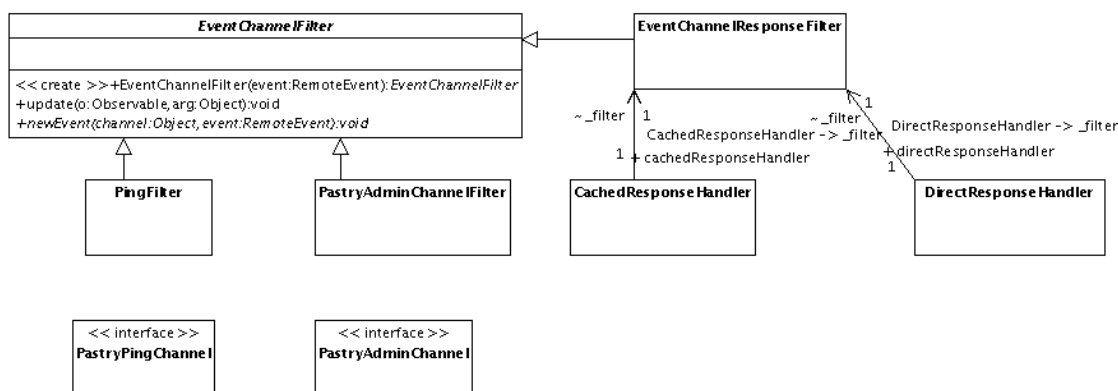 EventChannelFilter
<< create >>+EventChannelFilter(event:RemoteEvent):EventChannelFilter
+update(o:Observable,arg:Object):void
+newEvent(channel:Object,event:RemoteEvent):void
EventChannelResponseFilter
~_filter
1
CachedResponseHandler -> _filter
1
+cachedResponseHandler
~_filter
1
DirectResponseHandler -> _filter
+directResponseHandler
1
PingFilter
PastryAdminChannelFilter
CachedResponseHandler
DirectResponseHandler
<< interface >>
PastryPingChannel
<< interface >>
PastryAdminChannel